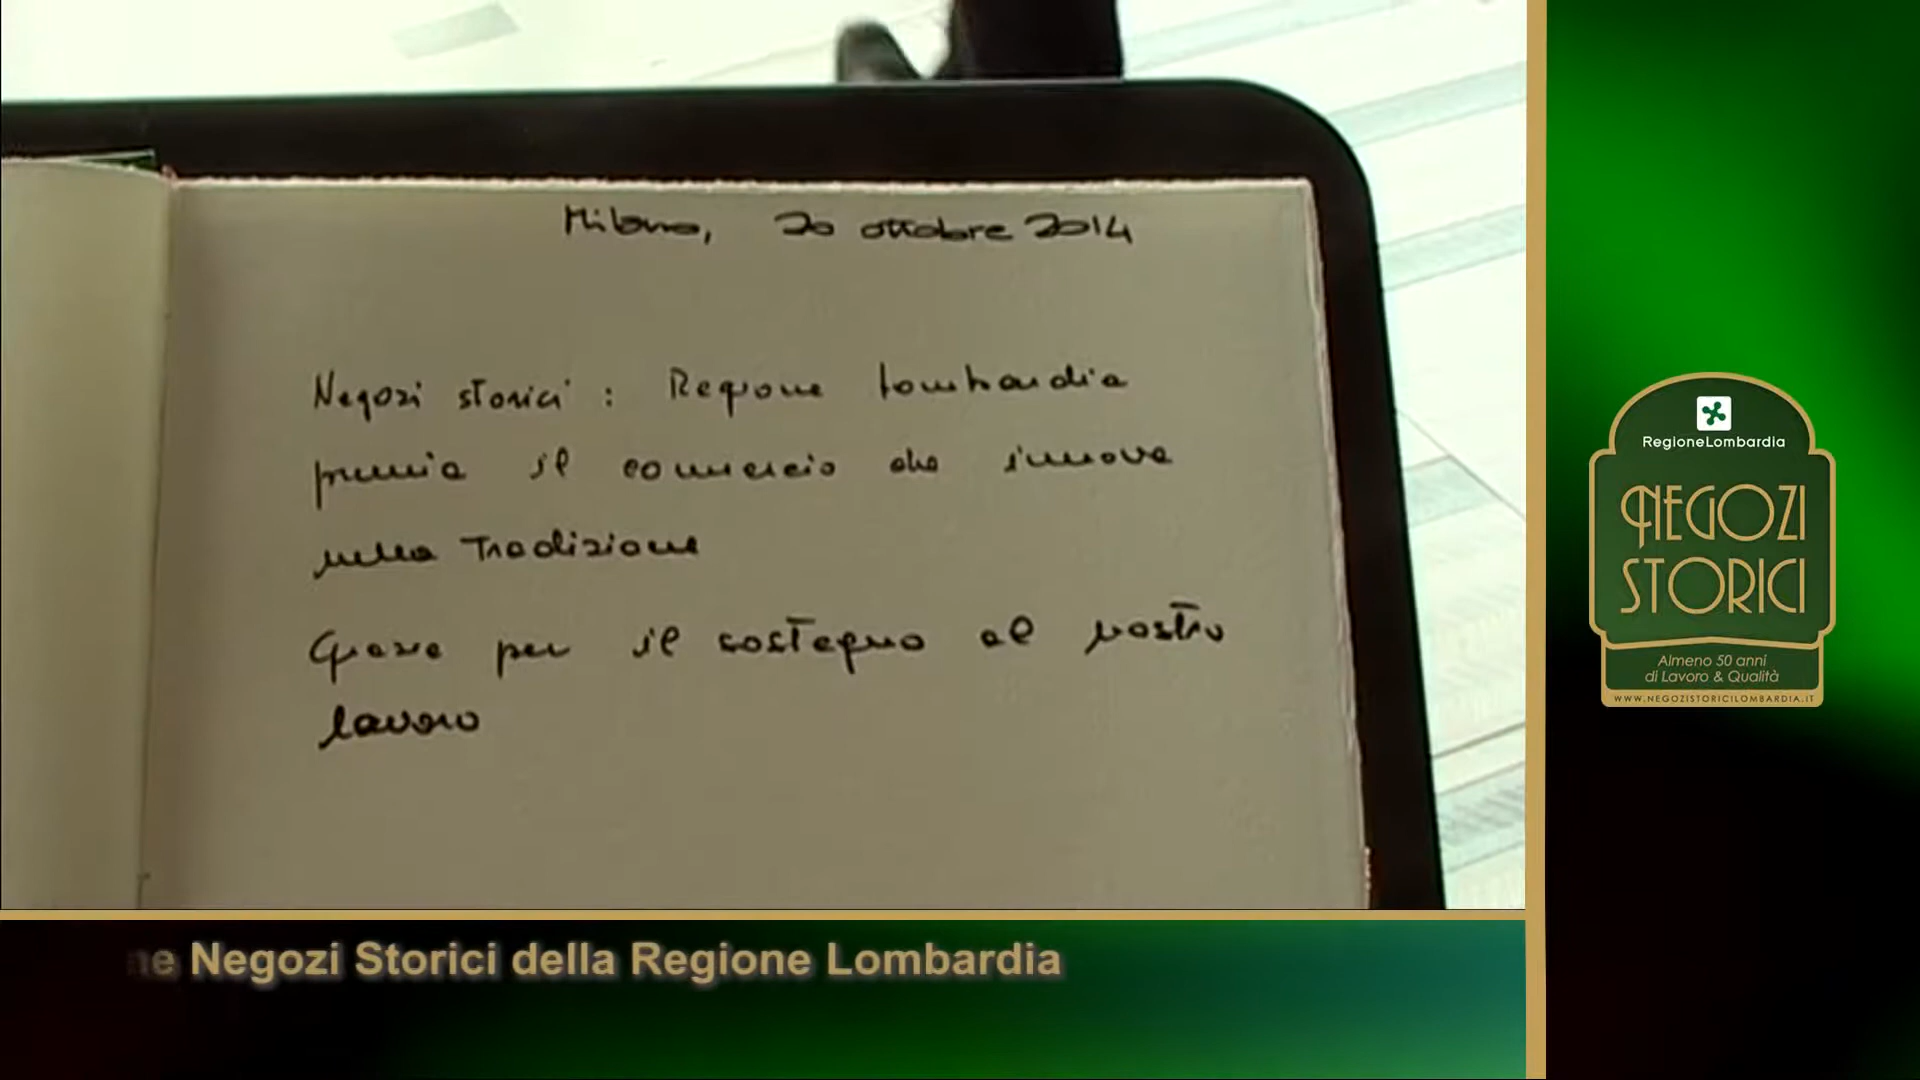 Milano, 20 ottobre 2014
Negozi storici: Regione Lombardia
premia il commercio che innova
nella Tradizione
Grazie per il sostegno al nostro
lavoro
RegioneLombardia
NEGOZI
STORICI
Almeno 50 anni
di Lavoro & Qualità
WWW.NEGOZISTORICILOMBARDIA.IT
ne Negozi Storici della Regione Lombardia